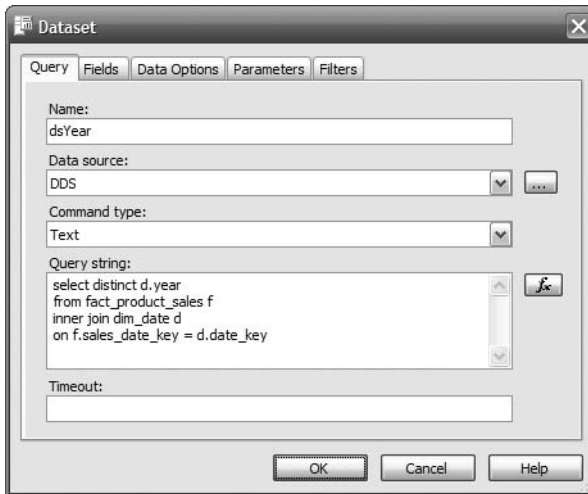 Dataset
Query Fields Data Options Parameters Filters
Name:
dsYear
Data source:
DDS
...
Command type:
Text
Query string:
select distinct d.year
from fact_product_sales f
inner join dim_date d
on f.sales_date_key = d.date_key
fx
Timeout:
OK Cancel Help